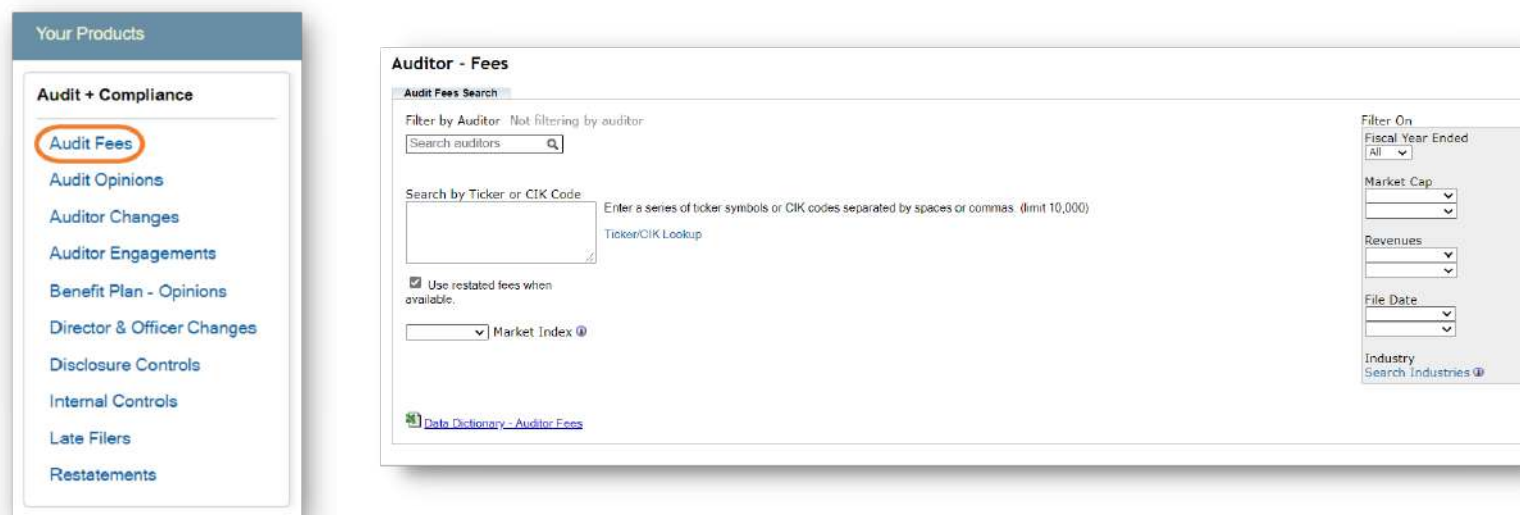 Your Products
Audit + Compliance
Audit Fees
Audit Opinions
Auditor Changes
Auditor Engagements
Benefit Plan - Opinions
Director & Officer Changes
Disclosure Controls
Internal Controls
Late Filers
Restatements
Auditor - Fees
Audit Fees Search
Filter by Auditor Not filtering by auditor
Search auditors
Search by Ticker or CIK Code
Enter a series of ticker symbols or CIK codes separated by spaces or commas. (limit 10,000)
Ticker/CIK Lookup
Use restated fees when
available.
Market Index
Data Dictionary - Auditor Fees
Filter On
Fiscal Year Ended
All
Market Cap
Revenues
File Date
Industry
Search Industries